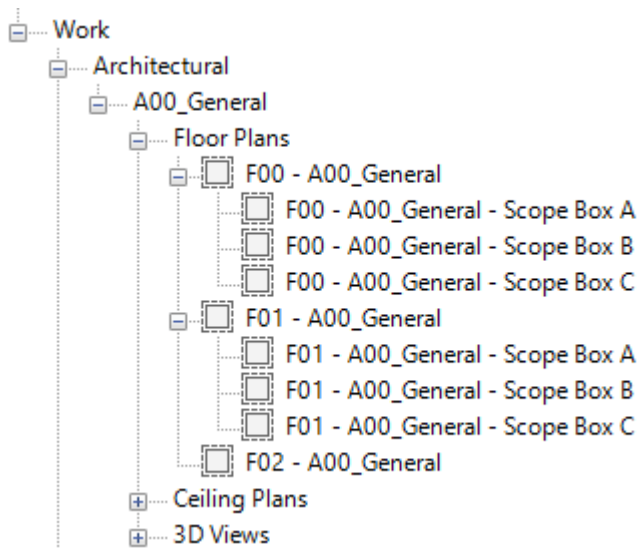 Work
Architectural
A00_General
Floor Plans
F00 - A00_General
F00 - A00_General - Scope Box A
F00 - A00_General - Scope Box B
F00 - A00_General - Scope Box C
F01 - A00_General
F01 - A00_General - Scope Box A
F01 - A00_General - Scope Box B
F01 - A00_General - Scope Box C
F02 - A00_General
Ceiling Plans
3D Views